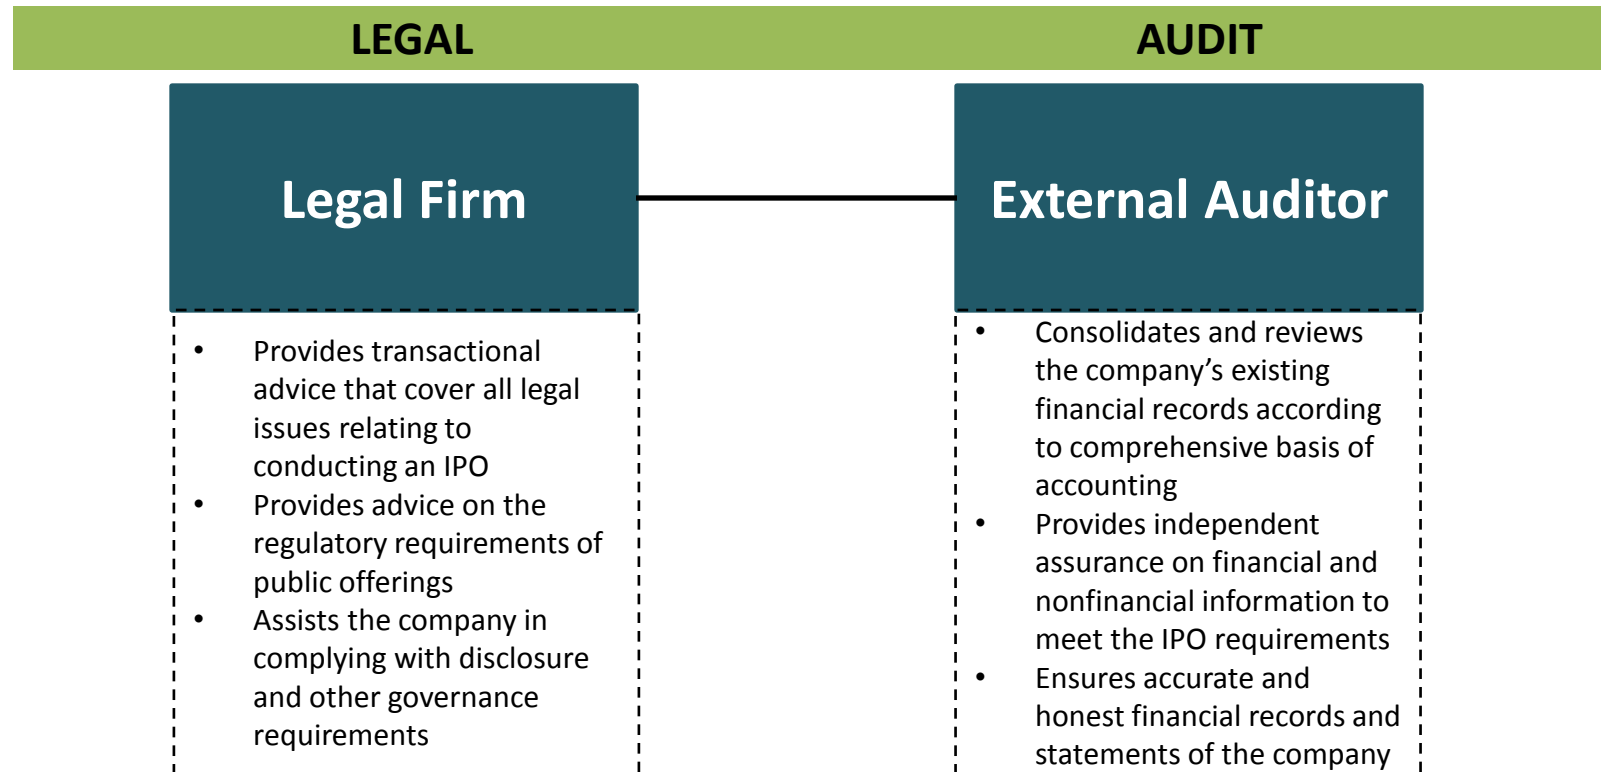 LEGAL
AUDIT
Legal Firm
External Auditor
• Provides transactional
advice that cover all legal
issues relating to
conducting an IPO
• Provides advice on the
regulatory requirements of
public offerings
• Assists the company in
complying with disclosure
and other governance
requirements
• Consolidates and reviews
the company’s existing
financial records according
to comprehensive basis of
accounting
• Provides independent
assurance on financial and
nonfinancial information to
meet the IPO requirements
• Ensures accurate and
honest financial records and
statements of the company